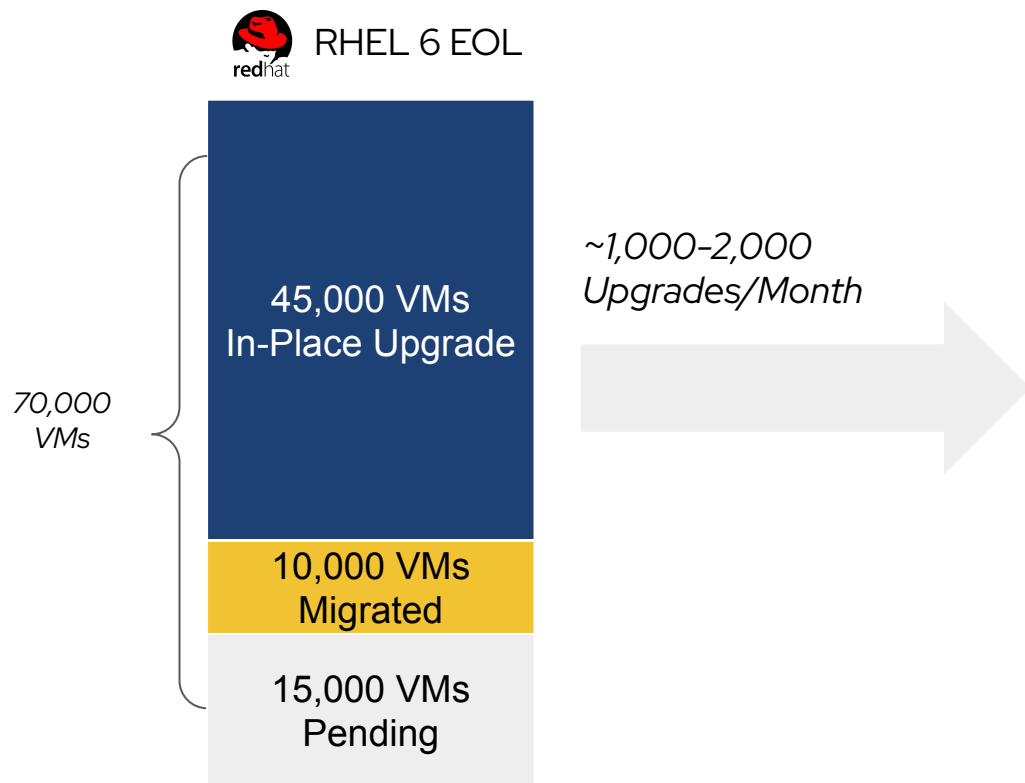 redhat
RHEL 6 EOL
45,000 VMs
In-Place Upgrade
~1,000-2,000
Upgrades/Month
70,000
VMs
10,000 VMs
Migrated
15,000 VMs
Pending